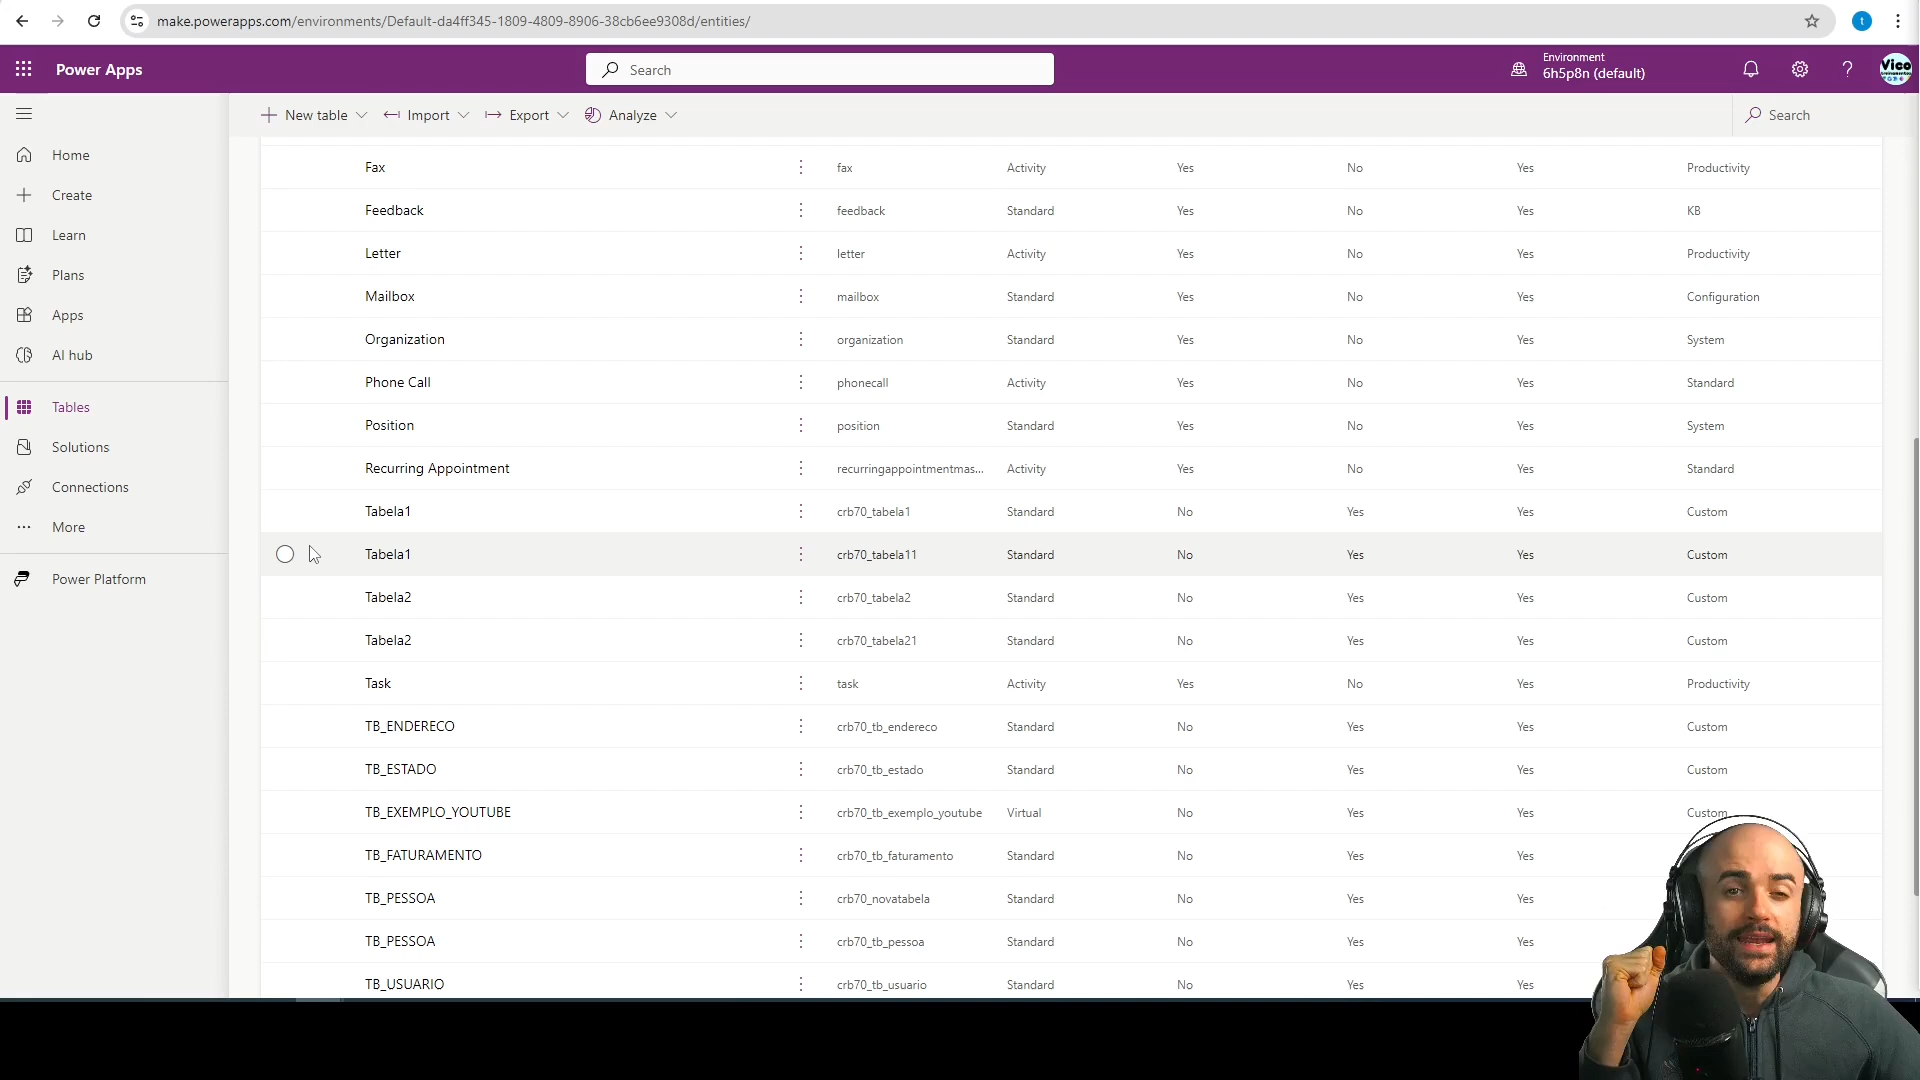 make.powerapps.com/environments/Default-da4ff345-1809-4809-8906-38cb6ee9308d/entities/
t
Power Apps
Search
Environment
6h5p8n (default)
?
Vico
New table
Import
Export
Analyze
Search
Home
Create
Learn
Plans
Apps
AI hub
Tables
Solutions
Connections
More
Power Platform
Fax fax Activity Yes No Yes Productivity
Feedback feedback Standard Yes No Yes KB
Letter letter Activity Yes No Yes Productivity
Mailbox mailbox Standard Yes No Yes Configuration
Organization organization Standard Yes No Yes System
Phone Call phonecall Activity Yes No Yes Standard
Position position Standard Yes No Yes System
Recurring Appointment recurringappointmentmas... Activity Yes No Yes Standard
Tabela1 crb70_tabela1 Standard No Yes Yes Custom
Tabela1 crb70_tabela11 Standard No Yes Yes Custom
Tabela2 crb70_tabela2 Standard No Yes Yes Custom
Tabela2 crb70_tabela21 Standard No Yes Yes Custom
Task task Activity Yes No Yes Productivity
TB_ENDERECO crb70_tb_endereco Standard No Yes Yes Custom
TB_ESTADO crb70_tb_estado Standard No Yes Yes Custom
TB_EXEMPLO_YOUTUBE crb70_tb_exemplo_youtube Virtual No Yes Yes Custom
TB_FATURAMENTO crb70_tb_faturamento Standard No Yes Yes
TB_PESSOA crb70_novatabela Standard No Yes Yes
TB_PESSOA crb70_tb_pessoa Standard No Yes Yes
TB_USUARIO crb70_tb_usuario Standard No Yes Yes